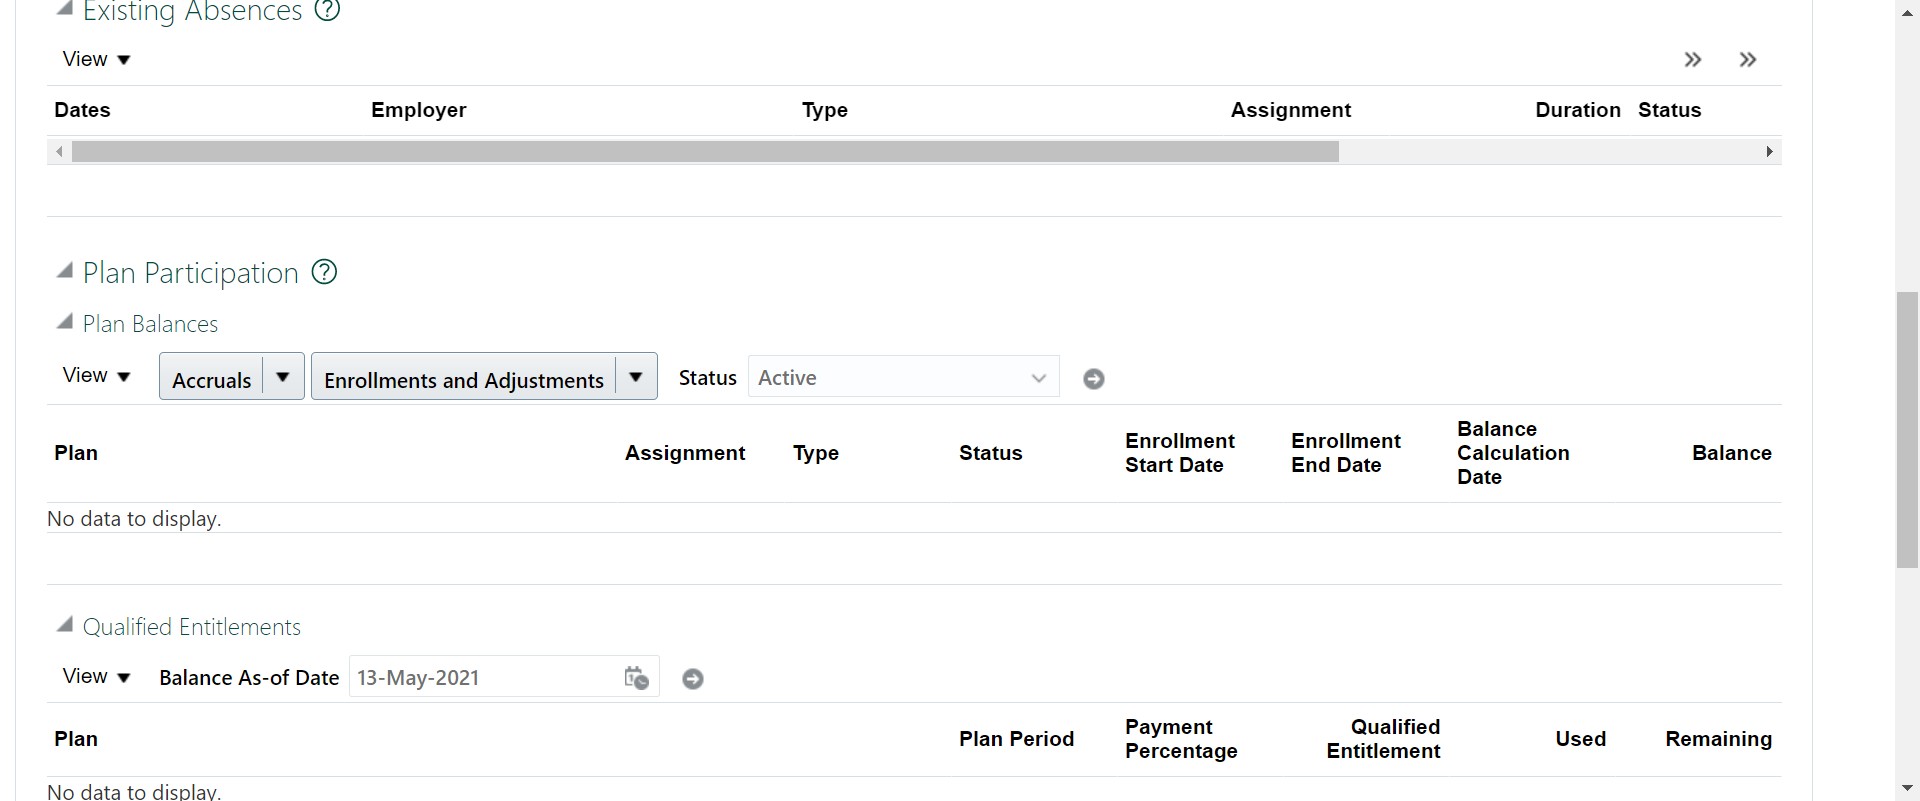 Existing Absences ?
View
Dates Employer Type Assignment Duration Status
Plan Participation ?
Plan Balances
View Accruals Enrollments and Adjustments Status Active
Plan Assignment Type Status Enrollment Start Date Enrollment End Date Balance Calculation Date Balance
No data to display.
Qualified Entitlements
View Balance As-of Date 13-May-2021
Plan Plan Period Payment Percentage Qualified Entitlement Used Remaining
No data to display.